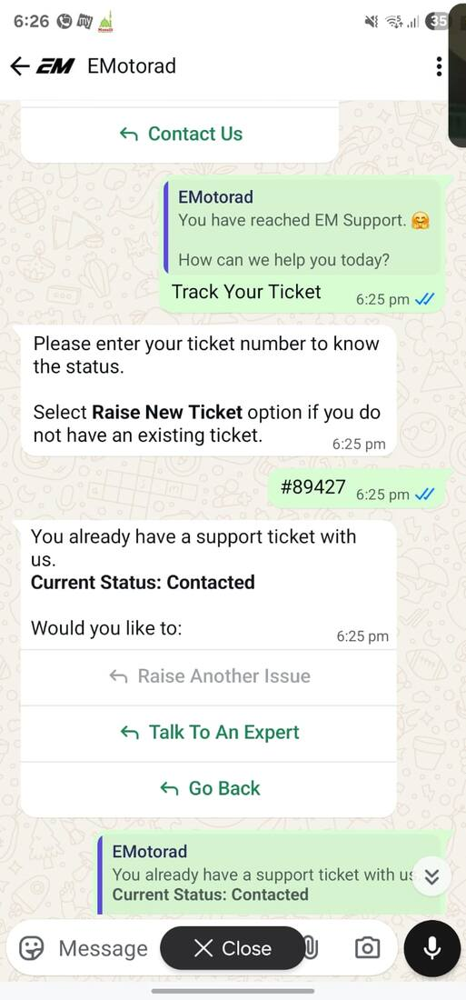 6:26
35
EM EMotorad
Contact Us
EMotorad
You have reached EM Support. 🤗
How can we help you today?
Track Your Ticket
6:25 pm
Please enter your ticket number to know
the status.
Select Raise New Ticket option if you do
not have an existing ticket.
6:25 pm
#89427 6:25 pm
You already have a support ticket with
us.
Current Status: Contacted
Would you like to:
6:25 pm
Raise Another Issue
Talk To An Expert
Go Back
EMotorad
You already have a support ticket with us
Current Status: Contacted
Message
Close